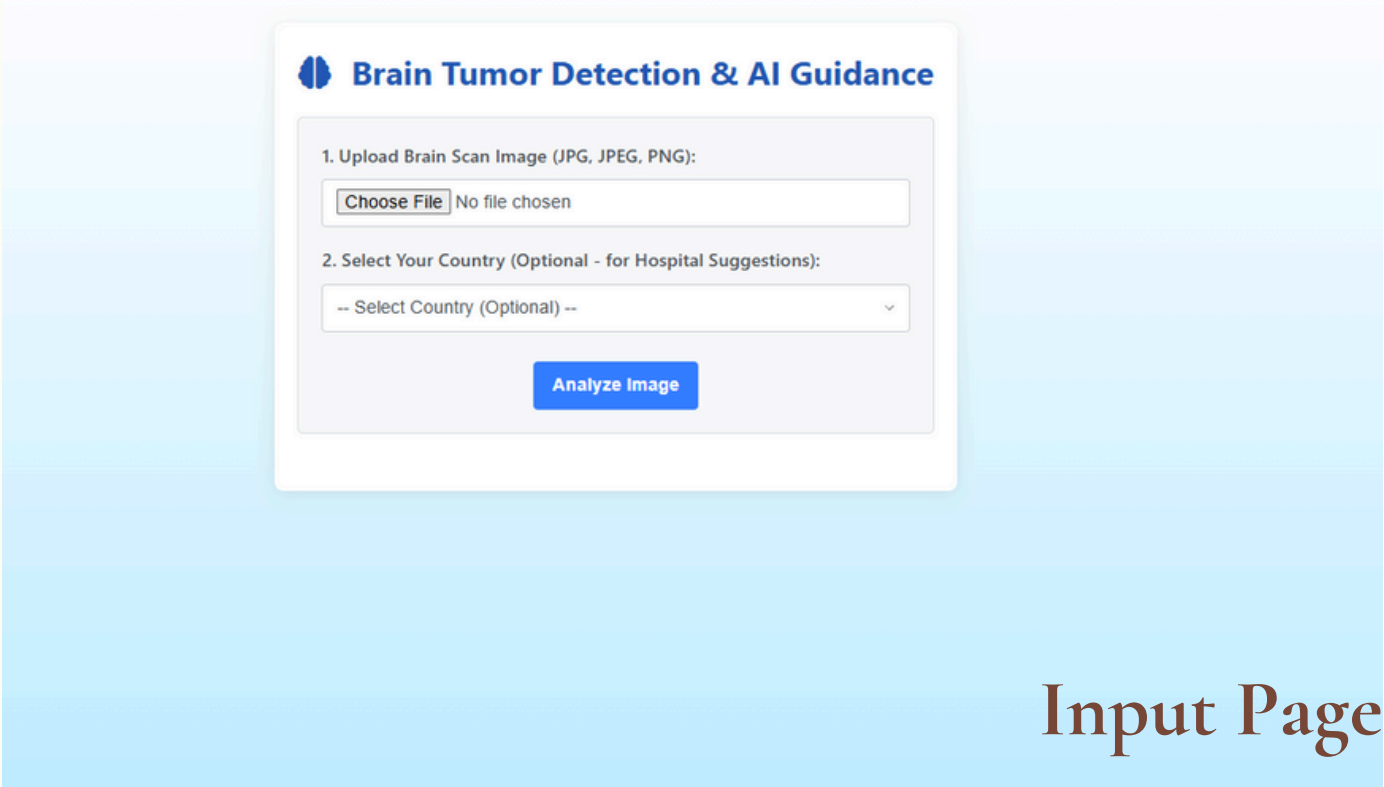 Brain Tumor Detection & AI Guidance
1. Upload Brain Scan Image (JPG, JPEG, PNG):
Choose File No file chosen
2. Select Your Country (Optional - for Hospital Suggestions):
-- Select Country (Optional) --
Analyze Image
Input Page